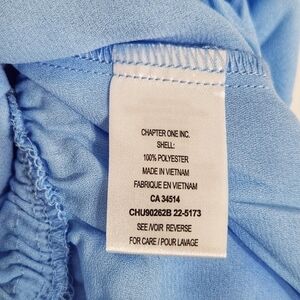 CHAPTER ONE INC.
SHELL:
100% POLYESTER
MADE IN VIETNAM
FABRIQUE EN VIETNAM
CA 34514
CHU90262B 22-5173
SEE /VOIR REVERSE
FOR CARE / POUR LAVAGE